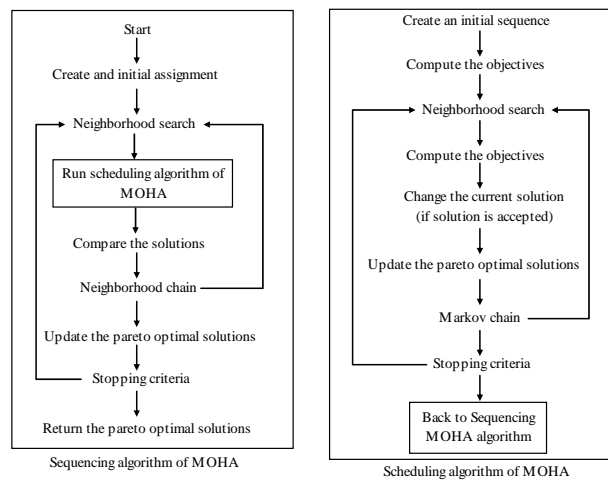 Start
Create and initial assignment
Neighborhood search
Run scheduling algorithm of
MOHA
Compare the solutions
Neighborhood chain
Update the pareto optimal solutions
Stopping criteria
Return the pareto optimal solutions
Sequencing algorithm of MOHA
Create an initial sequence
Compute the objectives
Neighborhood search
Compute the objectives
Change the current solution
(if solution is accepted)
Update the pareto optimal solutions
Markov chain
Stopping criteria
Back to Sequencing
MOHA algorithm
Scheduling algorithm of MOHA